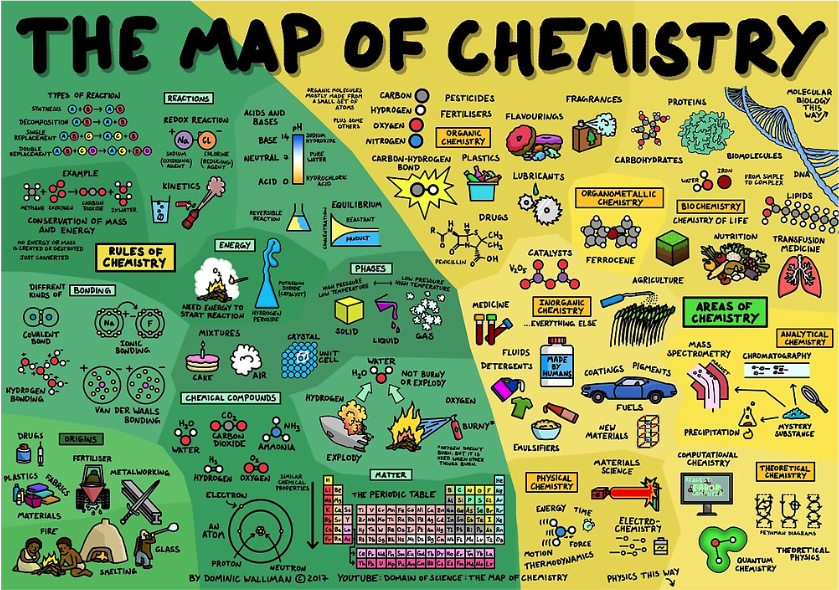 THE MAP OF CHEMISTRY
TYPES OF REACTION
SYNTHESIS A + B → A B
DECOMPOSITION A B → A + B
SINGLE
REPLACEMENT
DOUBLE
REPLACEMENT
EXAMPLE
METHANE
CARBON
DIOXIDE
2X WATER
CONSERVATION OF MASS
AND ENERGY
NO ENERGY OR MASS
IS CREATED OR DESTROYED
JUST CONVERTED
REACTIONS
REDOX REACTION
Na + CL -
SODIUM
(OXIDISING)
AGENT
CHLORINE
(REDUCING)
AGENT
KINETICS
ACIDS AND
BASES
pH
BASE 14
SODIUM
HYDROXIDE
NEUTRAL 7
PURE
WATER
ACID 0
HYDROCHLORIC
ACID
REVERSIBLE
REACTION
EQUILIBRIUM
CONCENTRATION
REACTANT
PRODUCT
RULES OF
CHEMISTRY
ENERGY
NEED ENERGY TO
START REACTION
POTASSIUM
IODIDE
(CATALYST)
HYDROGEN
PEROXIDE
PHASES
HIGH PRESSURE
LOW TEMPERATURE
LOW PRESSURE
HIGH TEMPERATURE
SOLID
LIQUID
GAS
DIFFERENT
KINDS OF
BONDING
COVALENT
BOND
Na
F
IONIC
BONDING
HYDROGEN
BONDING
VAN DER WAALS
BONDING
MIXTURES
CAKE
AIR
CRYSTAL
UNIT
CELL
CHEMICAL COMPOUNDS
H₂O
WATER
CO₂
CARBON
DIOXIDE
NH₃
AMMONIA
H₂
HYDROGEN
O₂
OXYGEN
WATER
H₂O
NOT BURNY
OR EXPLODY
HYDROGEN
OXYGEN
EXPLODY
BURNY*
*OXYGEN DOESN'T
BURN. BUT IT IS
USED WHEN OTHER
THINGS BURN.
ORIGINS
DRUGS
FERTILISER
METALWORKING
PLASTICS
FABRICS
MATERIALS
FIRE
SMELTING
GLASS
ELECTRON
AN
ATOM
PROTON
NEUTRON
SIMILAR
CHEMICAL
PROPERTIES
MATTER
THE PERIODIC TABLE
ORGANIC MOLECULES
MOSTLY MADE FROM
A SMALL SET OF
ATOMS
PLUS SOME
OTHERS
CARBON
HYDROGEN
OXYGEN
NITROGEN
CARBON-HYDROGEN
BOND
PESTICIDES
FERTILISERS
ORGANIC
CHEMISTRY
PLASTICS
FLAVOURINGS
FRAGRANCES
LUBRICANTS
DRUGS
PENICILLIN
CATALYSTS
V₂O₅
PROTEINS
CARBOHYDRATES
BIOMOLECULES
MOLECULAR
BIOLOGY
THIS
WAY↗
DNA
WATER
IRON
FROM SIMPLE
TO COMPLEX
LIPIDS
ORGANOMETALLIC
CHEMISTRY
FERROCENE
BIOCHEMISTRY
CHEMISTRY OF LIFE
NUTRITION
TRANSFUSION
MEDICINE
AGRICULTURE
MEDICINE
INORGANIC
CHEMISTRY
...EVERYTHING ELSE
AREAS OF
CHEMISTRY
FLUIDS
DETERGENTS
MADE
BY
HUMANS
COATINGS
PIGMENTS
FUELS
EMULSIFIERS
NEW
MATERIALS
MATERIALS
SCIENCE
MASS
SPECTROMETRY
MAGNET
ANALYTICAL
CHEMISTRY
CHROMATOGRAPHY
PRECIPITATION
MYSTERY
SUBSTANCE
PHYSICAL
CHEMISTRY
ENERGY
TIME
FORCE
MOTION
THERMODYNAMICS
ELECTRO-
CHEMISTRY
COMPUTATIONAL
CHEMISTRY
THEORETICAL
CHEMISTRY
FEYNMAN DIAGRAMS
QUANTUM
CHEMISTRY
THEORETICAL
PHYSICS
PHYSICS THIS WAY
BY DOMINIC WALLIMAN © 2017 YOUTUBE: DOMAIN OF SCIENCE: THE MAP OF CHEMISTRY